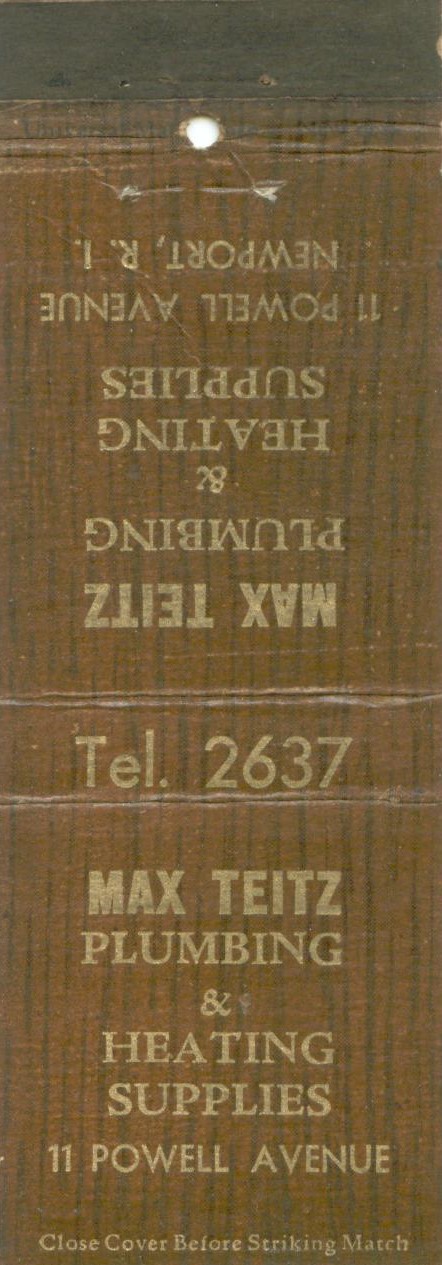 NEWPORT, R. I.
11 POWELL AVENUE
SUPPLIES
HEATING
&
PLUMBING
MAX TEITZ
Tel. 2637
MAX TEITZ
PLUMBING
&
HEATING
SUPPLIES
11 POWELL AVENUE
Close Cover Before Striking Match